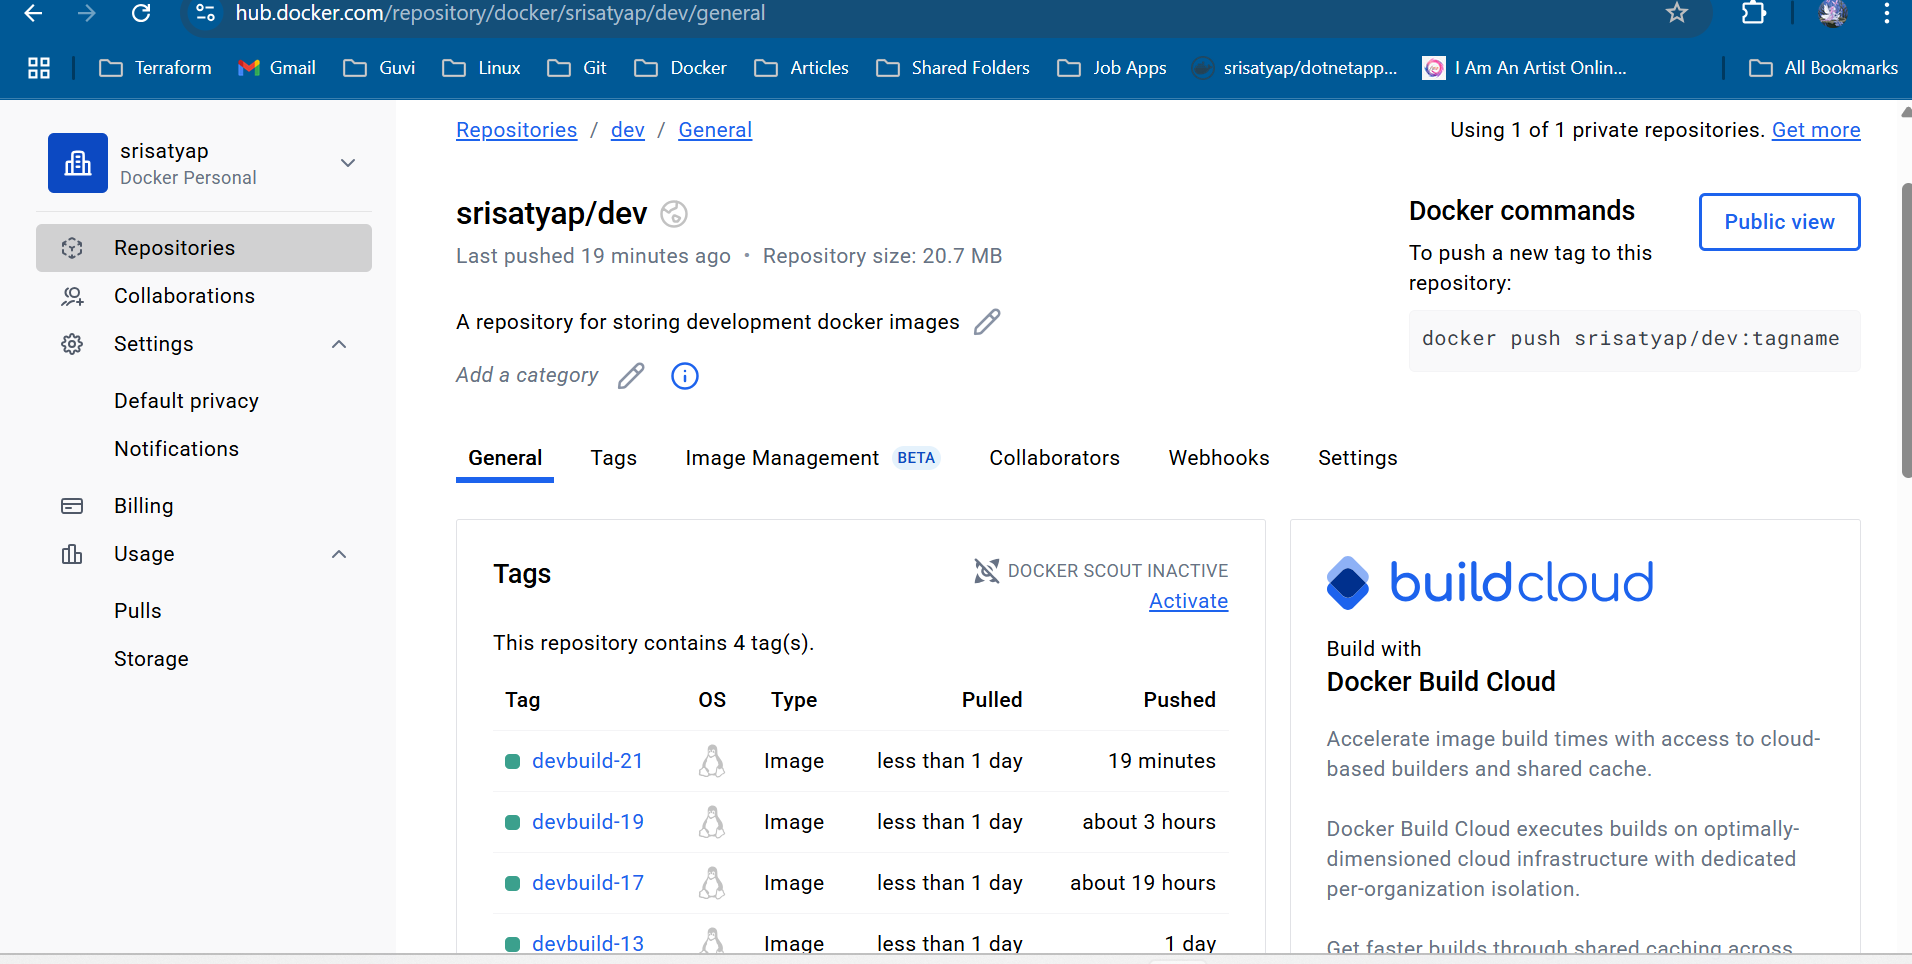 hub.docker.com/repository/docker/srisatyap/dev/general
Terraform Gmail Guvi Linux Git Docker Articles Shared Folders Job Apps srisatyap/dotnetapp... I Am An Artist Onlin... All Bookmarks
srisatyap
Docker Personal
Repositories
Collaborations
Settings
Default privacy
Notifications
Billing
Usage
Pulls
Storage
Repositories / dev / General
Using 1 of 1 private repositories. Get more
srisatyap/dev
Last pushed 19 minutes ago • Repository size: 20.7 MB
A repository for storing development docker images
Add a category
Docker commands
Public view
To push a new tag to this
repository:
docker push srisatyap/dev:tagname
General Tags Image Management BETA Collaborators Webhooks Settings
Tags
DOCKER SCOUT INACTIVE
Activate
This repository contains 4 tag(s).
Tag OS Type Pulled Pushed
devbuild-21 Image less than 1 day 19 minutes
devbuild-19 Image less than 1 day about 3 hours
devbuild-17 Image less than 1 day about 19 hours
devbuild-13 Image less than 1 day 1 day
buildcloud
Build with
Docker Build Cloud
Accelerate image build times with access to cloud-
based builders and shared cache.
Docker Build Cloud executes builds on optimally-
dimensioned cloud infrastructure with dedicated
per-organization isolation.
Get faster builds through shared caching across